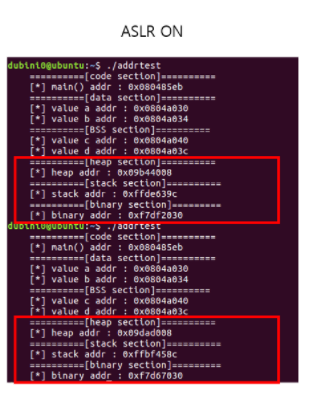 ASLR ON
dubini0@ubuntu:~$ ./addrtest
==========[code section]==========
[*] main() addr : 0x080485eb
==========[data section]==========
[*] value a addr : 0x0804a030
[*] value b addr : 0x0804a034
==========[BSS section]==========
[*] value c addr : 0x0804a040
[*] value d addr : 0x0804a03c
==========[heap section]==========
[*] heap addr : 0x09b44008
==========[stack section]==========
[*] stack addr : 0xffde639c
==========[binary section]==========
[*] binary addr : 0xf7df2030
dubini0@ubuntu:~$ ./addrtest
==========[code section]==========
[*] main() addr : 0x080485eb
==========[data section]==========
[*] value a addr : 0x0804a030
[*] value b addr : 0x0804a034
==========[BSS section]==========
[*] value c addr : 0x0804a040
[*] value d addr : 0x0804a03c
==========[heap section]==========
[*] heap addr : 0x09dad008
==========[stack section]==========
[*] stack addr : 0xffbf458c
==========[binary section]==========
[*] binary addr : 0xf7d67030